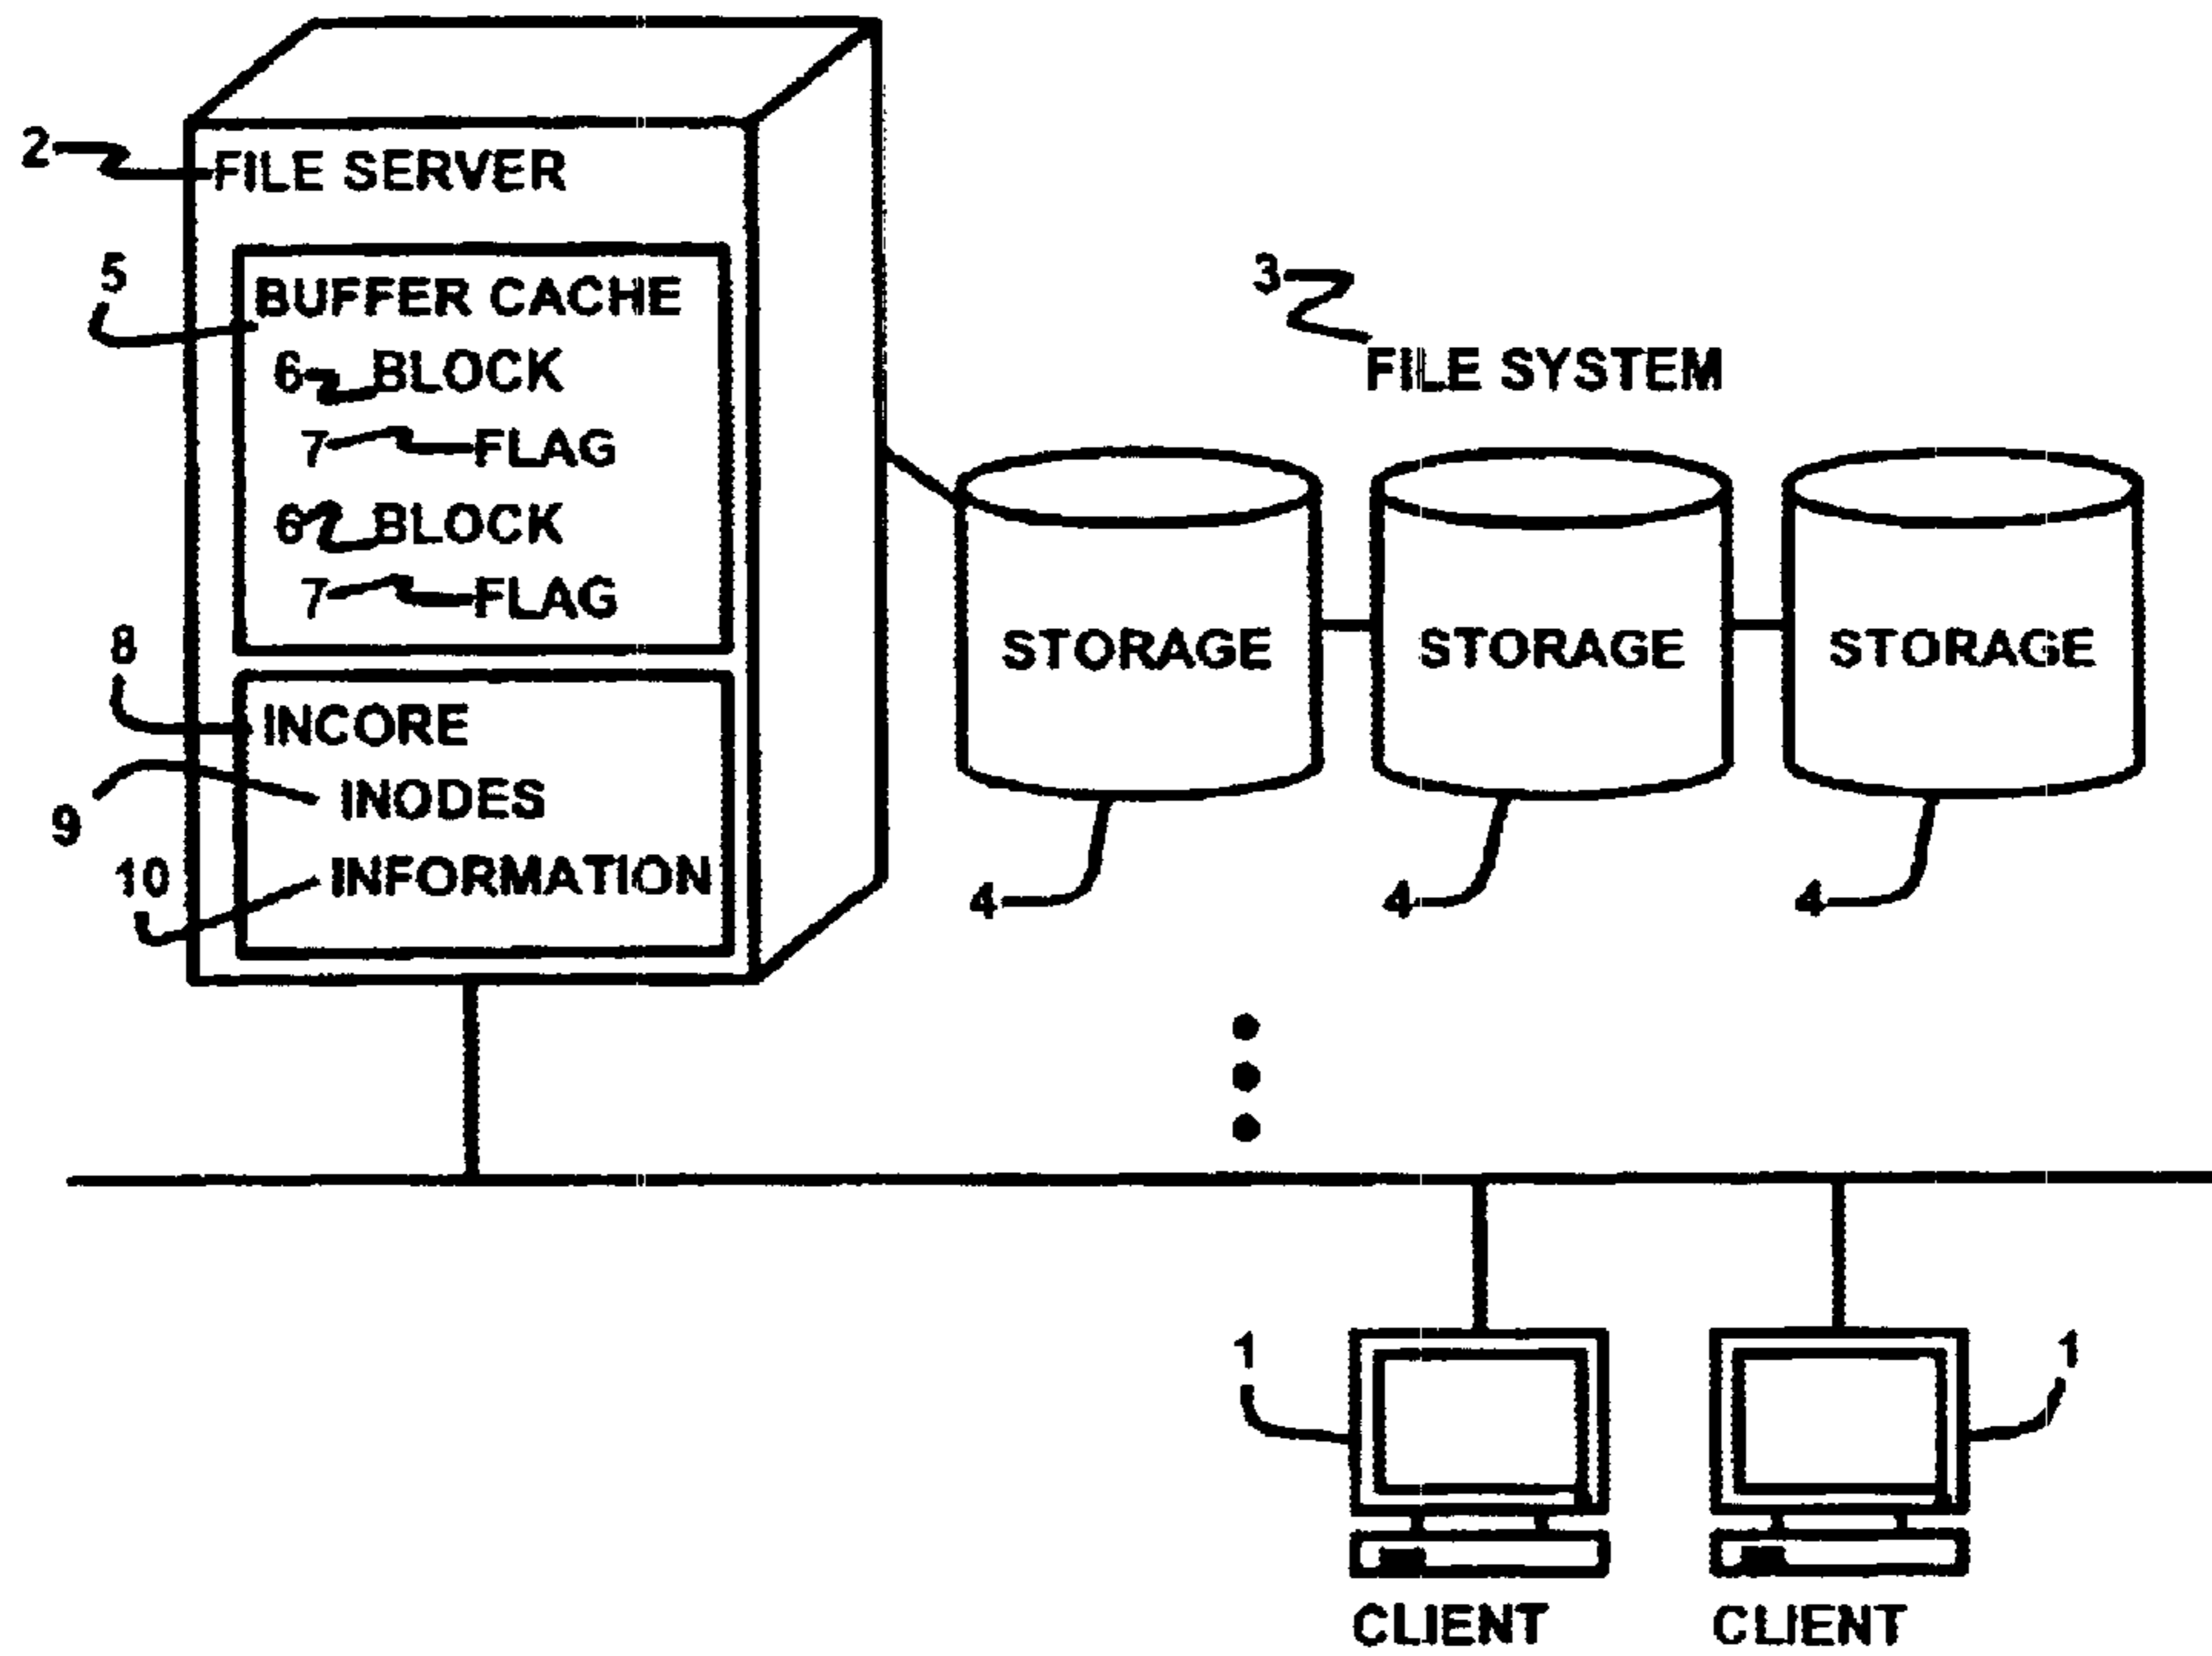 2 FILE SERVER
5 BUFFER CACHE
6 BLOCK
7 FLAG
6 BLOCK
7 FLAG
8 INCORE
9 INODES
10 INFORMATION
3 FILE SYSTEM
STORAGE STORAGE STORAGE
4 4 4
1 1
CLIENT CLIENT